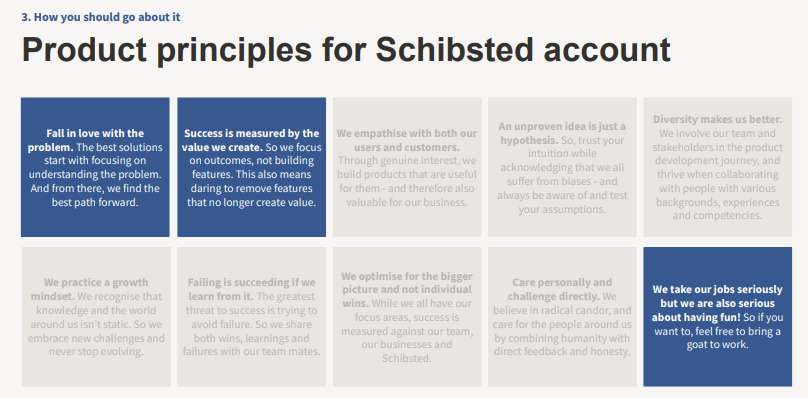 3. How you should go about it
Product principles for Schibsted account
Fall in love with the
problem. The best solutions
start with focusing on
understanding the problem.
And from there, we find the
best path forward.
Success is measured by the
value we create. So we focus
on outcomes, not building
features. This also means
daring to remove features
that no longer create value.
We empathise with both our
users and customers.
Through genuine interest, we
build products that are useful
for them - and therefore also
valuable for our business.
An unproven idea is just a
hypothesis. So, trust your
intuition while
acknowledging that we all
suffer from biases - and
always be aware of and test
your assumptions.
Diversity makes us better.
We involve our team and
stakeholders in the product
development journey, and
thrive when collaborating
with people with various
backgrounds, experiences
and competencies.
We practice a growth
mindset. We recognise that
knowledge and the world
around us isn't static. So we
embrace new challenges and
never stop evolving.
Failing is succeeding if we
learn from it. The greatest
threat to success is trying to
avoid failure. So we share
both wins, learnings and
failures with our team mates.
We optimise for the bigger
picture and not individual
wins. While we all have our
focus areas, success is
measured against our team,
our businesses and
Schibsted.
Care personally and
challenge directly. We
believe in radical candor, and
care for the people around us
by combining humanity with
direct feedback and honesty.
We take our jobs seriously
but we are also serious
about having fun! So if you
want to, feel free to bring a
goat to work.